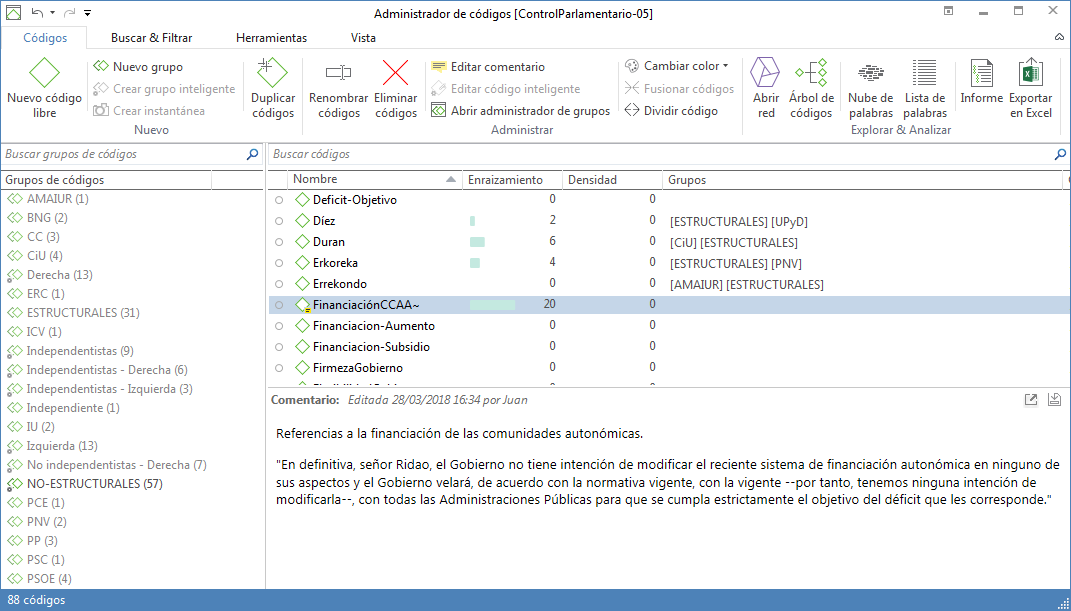 Administrador de códigos [ControlParlamentario-05]
Códigos Buscar & Filtrar Herramientas Vista
Nuevo código libre
Nuevo grupo
Crear grupo inteligente
Crear instantánea
Nuevo
Duplicar códigos
Renombrar códigos
Eliminar códigos
Editar comentario
Editar código inteligente
Abrir administrador de grupos
Administrar
Cambiar color
Fusionar códigos
Dividir código
Abrir red
Árbol de códigos
Nube de palabras
Lista de palabras
Explorar & Analizar
Informe
Exportar en Excel
Buscar grupos de códigos
Grupos de códigos
AMAIUR (1)
BNG (2)
CC (3)
CiU (4)
Derecha (13)
ERC (1)
ESTRUCTURALES (31)
ICV (1)
Independentistas (9)
Independentistas - Derecha (6)
Independentistas - Izquierda (3)
Independiente (1)
IU (2)
Izquierda (13)
No independentistas - Derecha (7)
NO-ESTRUCTURALES (57)
PCE (1)
PNV (2)
PP (3)
PSC (1)
PSOE (4)
Buscar códigos
Nombre Enraizamiento Densidad Grupos
Deficit-Objetivo 0 0
Díez 2 0 [ESTRUCTURALES] [UPyD]
Duran 6 0 [CiU] [ESTRUCTURALES]
Erkoreka 4 0 [ESTRUCTURALES] [PNV]
Errekondo 0 0 [AMAIUR] [ESTRUCTURALES]
FinanciaciónCCAA~ 20 0
Financiacion-Aumento 0 0
Financiacion-Subsidio 0 0
FirmezaGobierno 0 0
Comentario: Editada 28/03/2018 16:34 por Juan
Referencias a la financiación de las comunidades autonómicas.
"En definitiva, señor Ridao, el Gobierno no tiene intención de modificar el reciente sistema de financiación autonómica en ninguno de
sus aspectos y el Gobierno velará, de acuerdo con la normativa vigente, con la vigente --por tanto, tenemos ninguna intención de
modificarla--, con todas las Administraciones Públicas para que se cumpla estrictamente el objetivo del déficit que les corresponde."
88 códigos